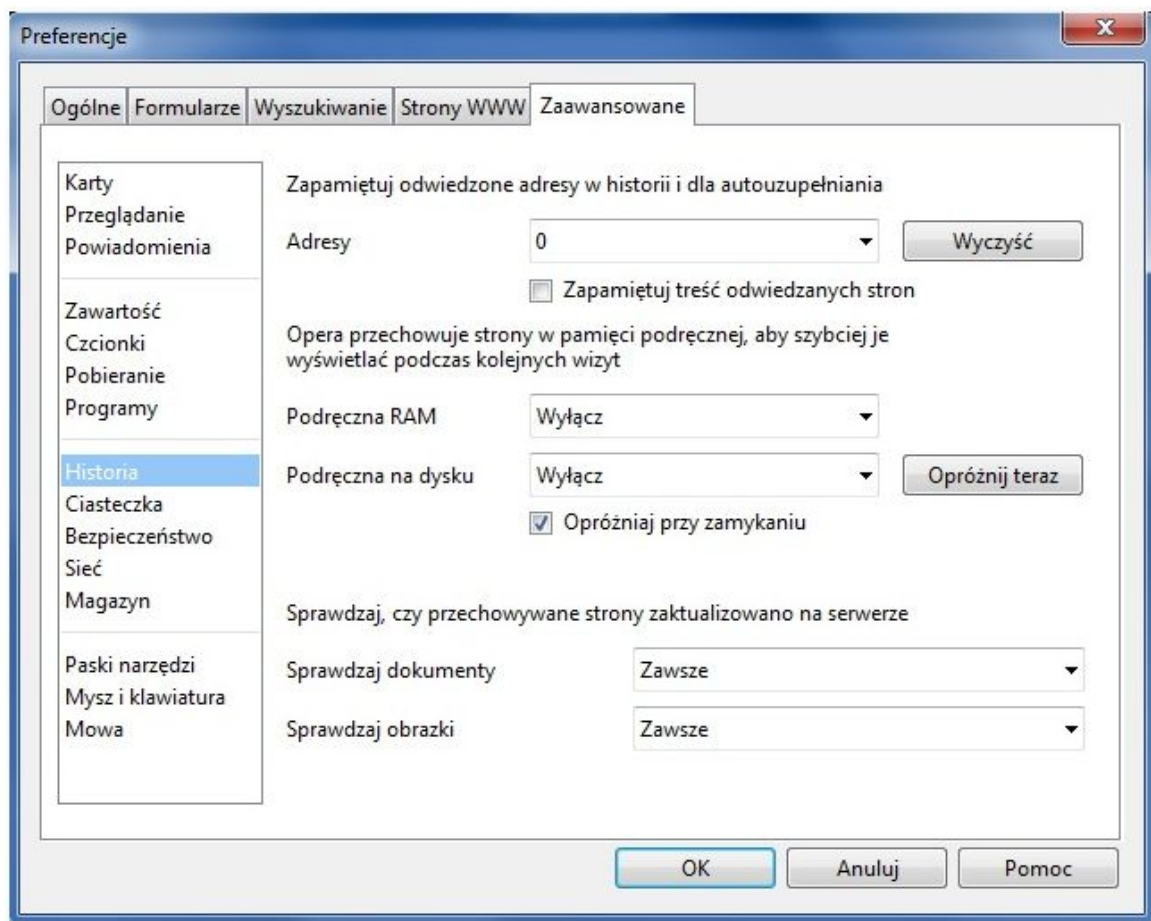 Preferencje
X
Ogólne Formularze Wyszukiwanie Strony WWW Zaawansowane
Karty
Przeglądanie
Powiadomienia
Zawartość
Czcionki
Pobieranie
Programy
Historia
Ciasteczka
Bezpieczeństwo
Sieć
Magazyn
Paski narzędzi
Mysz i klawiatura
Mowa
Zapamiętuj odwiedzone adresy w historii i dla autouzupełniania
Adresy 0 Wyczyść
Zapamiętuj treść odwiedzanych stron
Opera przechowuje strony w pamięci podręcznej, aby szybciej je
wyświetlać podczas kolejnych wizyt
Podręczna RAM Wyłącz
Podręczna na dysku Wyłącz Opróżnij teraz
Opróżniaj przy zamykaniu
Sprawdzaj, czy przechowywane strony zaktualizowano na serwerze
Sprawdzaj dokumenty Zawsze
Sprawdzaj obrazki Zawsze
OK Anuluj Pomoc